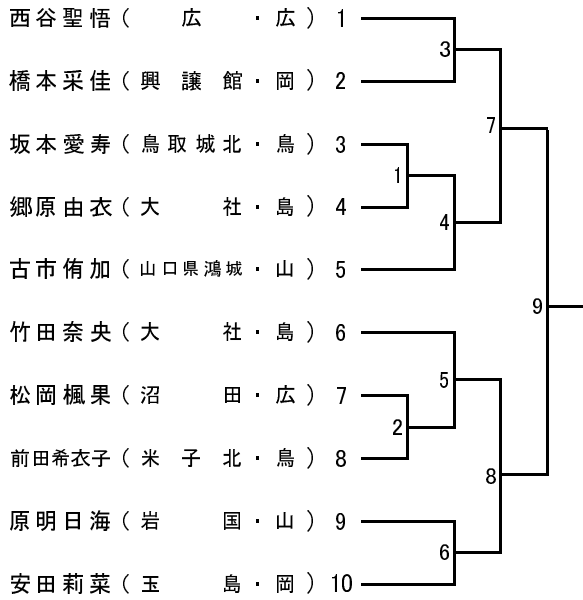 西谷聖悟（広・広）1
橋本采佳（興譲館・岡）2
坂本愛寿（鳥取城北・鳥）3
郷原由衣（大社・島）4
古市侑加（山口県鴻城・山）5
竹田奈央（大社・島）6
松岡楓果（沼田・広）7
前田希衣子（米子北・鳥）8
原明日海（岩国・山）9
安田莉菜（玉島・岡）10
3
7
1
4
9
5
2
8
6